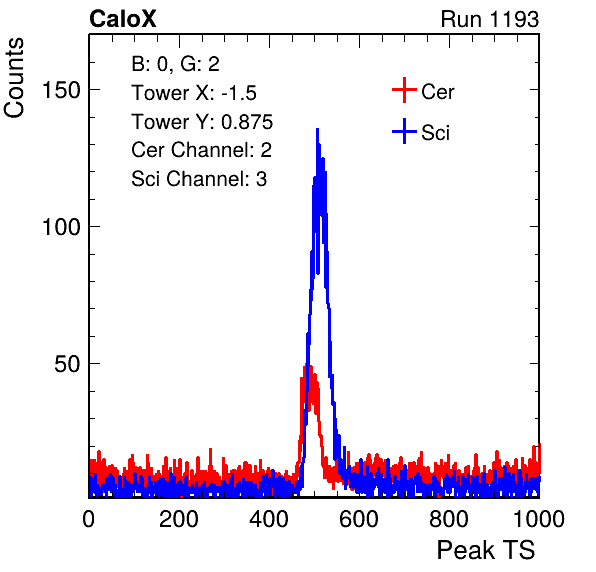 CaloX Run 1193
Counts
B: 0, G: 2
Tower X: -1.5
Tower Y: 0.875
Cer Channel: 2
Sci Channel: 3
Cer
Sci
150
100
50
0 200 400 600 800 1000
Peak TS